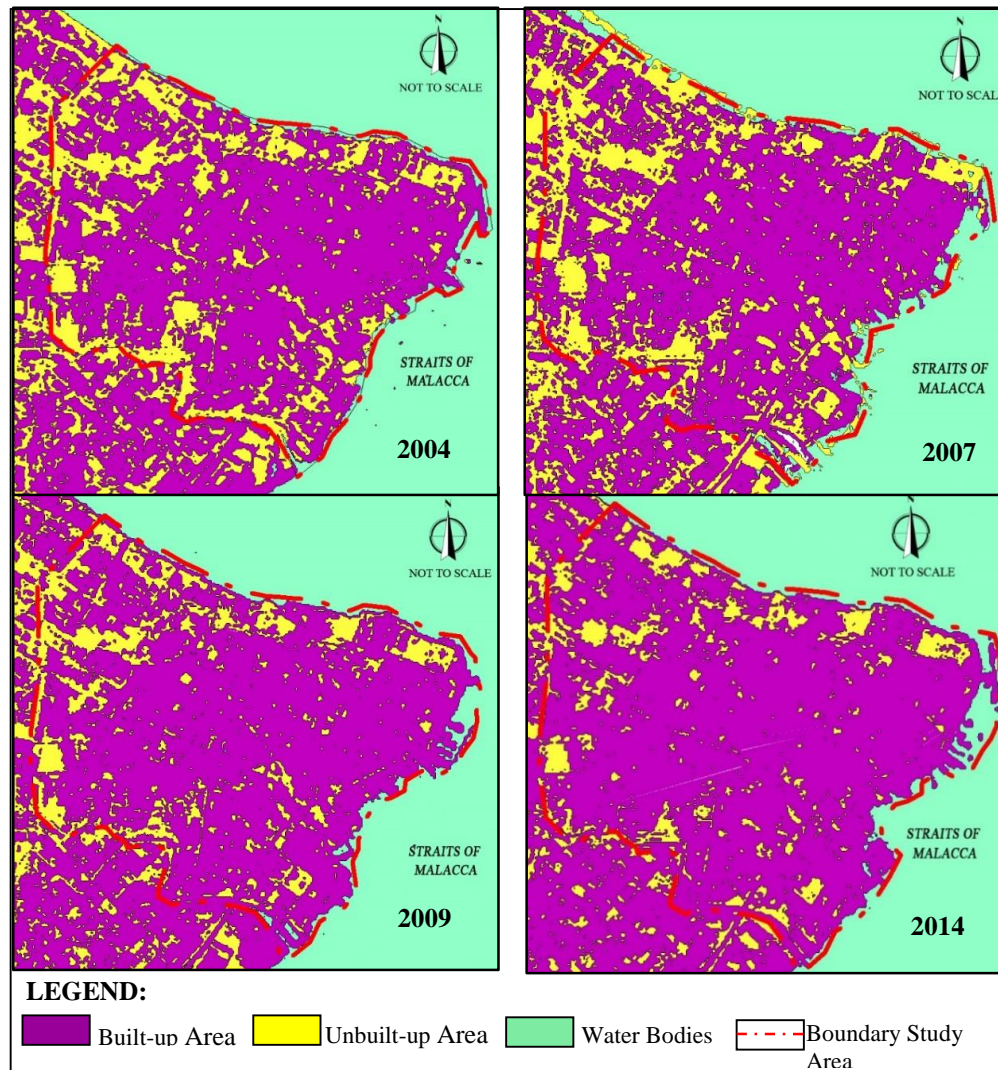 N
NOT TO SCALE
STRAITS OF
MALACCA
2004
N
NOT TO SCALE
STRAITS OF
MALACCA
2007
N
NOT TO SCALE
STRAITS OF
MALACCA
2009
N
NOT TO SCALE
STRAITS OF
MALACCA
2014
LEGEND:
Built-up Area
Unbuilt-up Area
Water Bodies
Boundary Study
Area